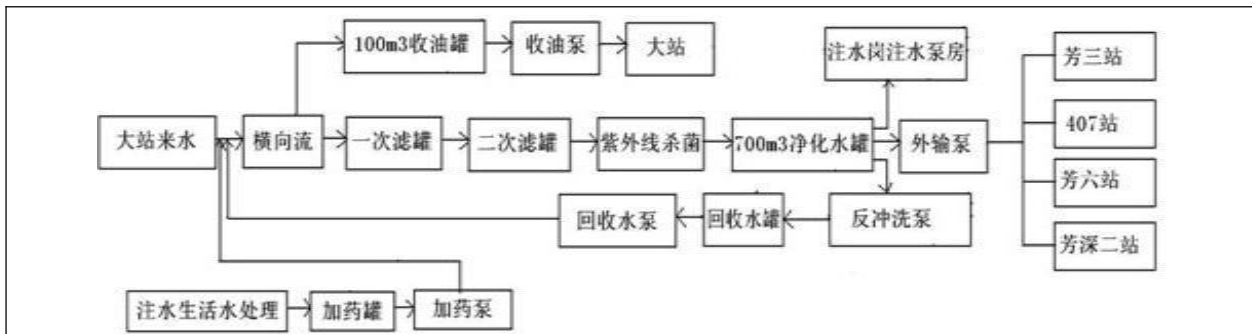 100m3收油罐
收油泵
大站
注水岗注水泵房
芳三站
大站来水
横向流
一次滤罐
二次滤罐
紫外线杀菌
700m3净化水罐
外输泵
407站
芳六站
回收水泵
回收水罐
反冲洗泵
芳深二站
注水生活水处理
加药罐
加药泵